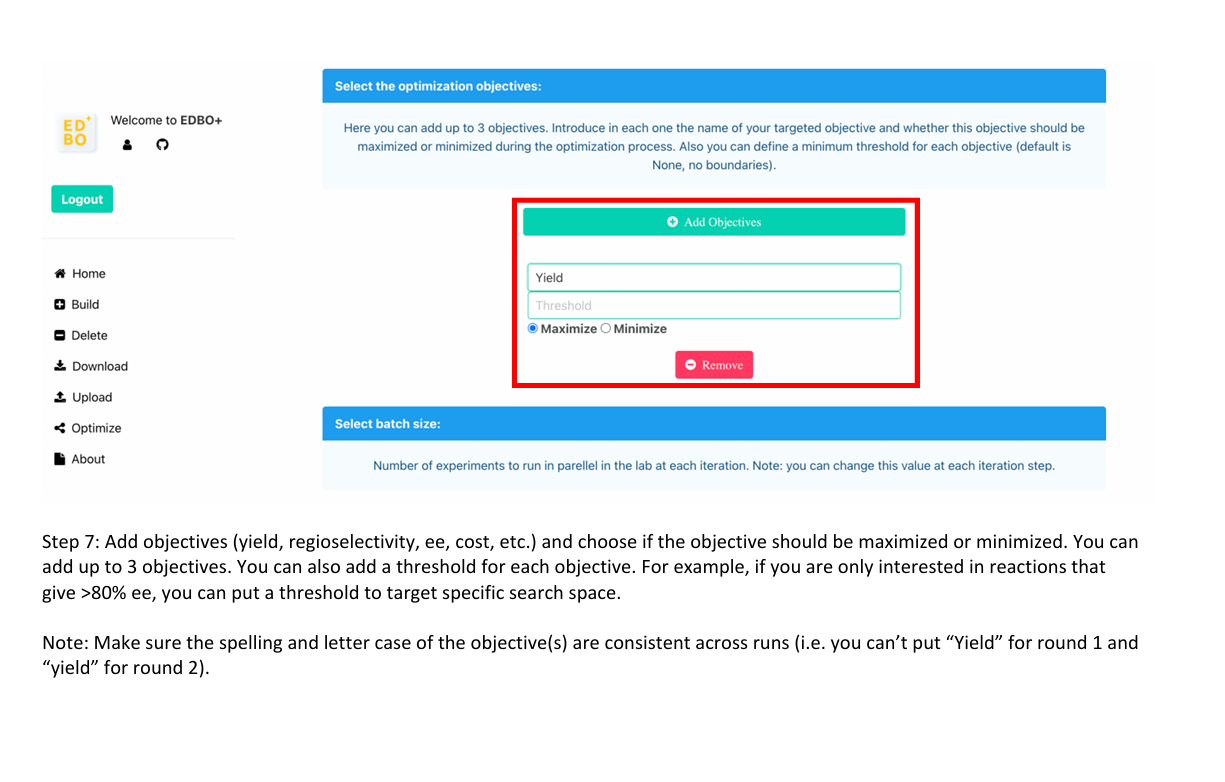 Select the optimization objectives:
ED+
BO
Welcome to EDBO+
Here you can add up to 3 objectives. Introduce in each one the name of your targeted objective and whether this objective should be
maximized or minimized during the optimization process. Also you can define a minimum threshold for each objective (default is
None, no boundaries).
Logout
Add Objectives
Yield
Threshold
Maximize Minimize
Remove
Home
Build
Delete
Download
Upload
Optimize
About
Select batch size:
Number of experiments to run in parellel in the lab at each iteration. Note: you can change this value at each iteration step.
Step 7: Add objectives (yield, regioselectivity, ee, cost, etc.) and choose if the objective should be maximized or minimized. You can
add up to 3 objectives. You can also add a threshold for each objective. For example, if you are only interested in reactions that
give >80% ee, you can put a threshold to target specific search space.
Note: Make sure the spelling and letter case of the objective(s) are consistent across runs (i.e. you can’t put “Yield” for round 1 and
“yield” for round 2).